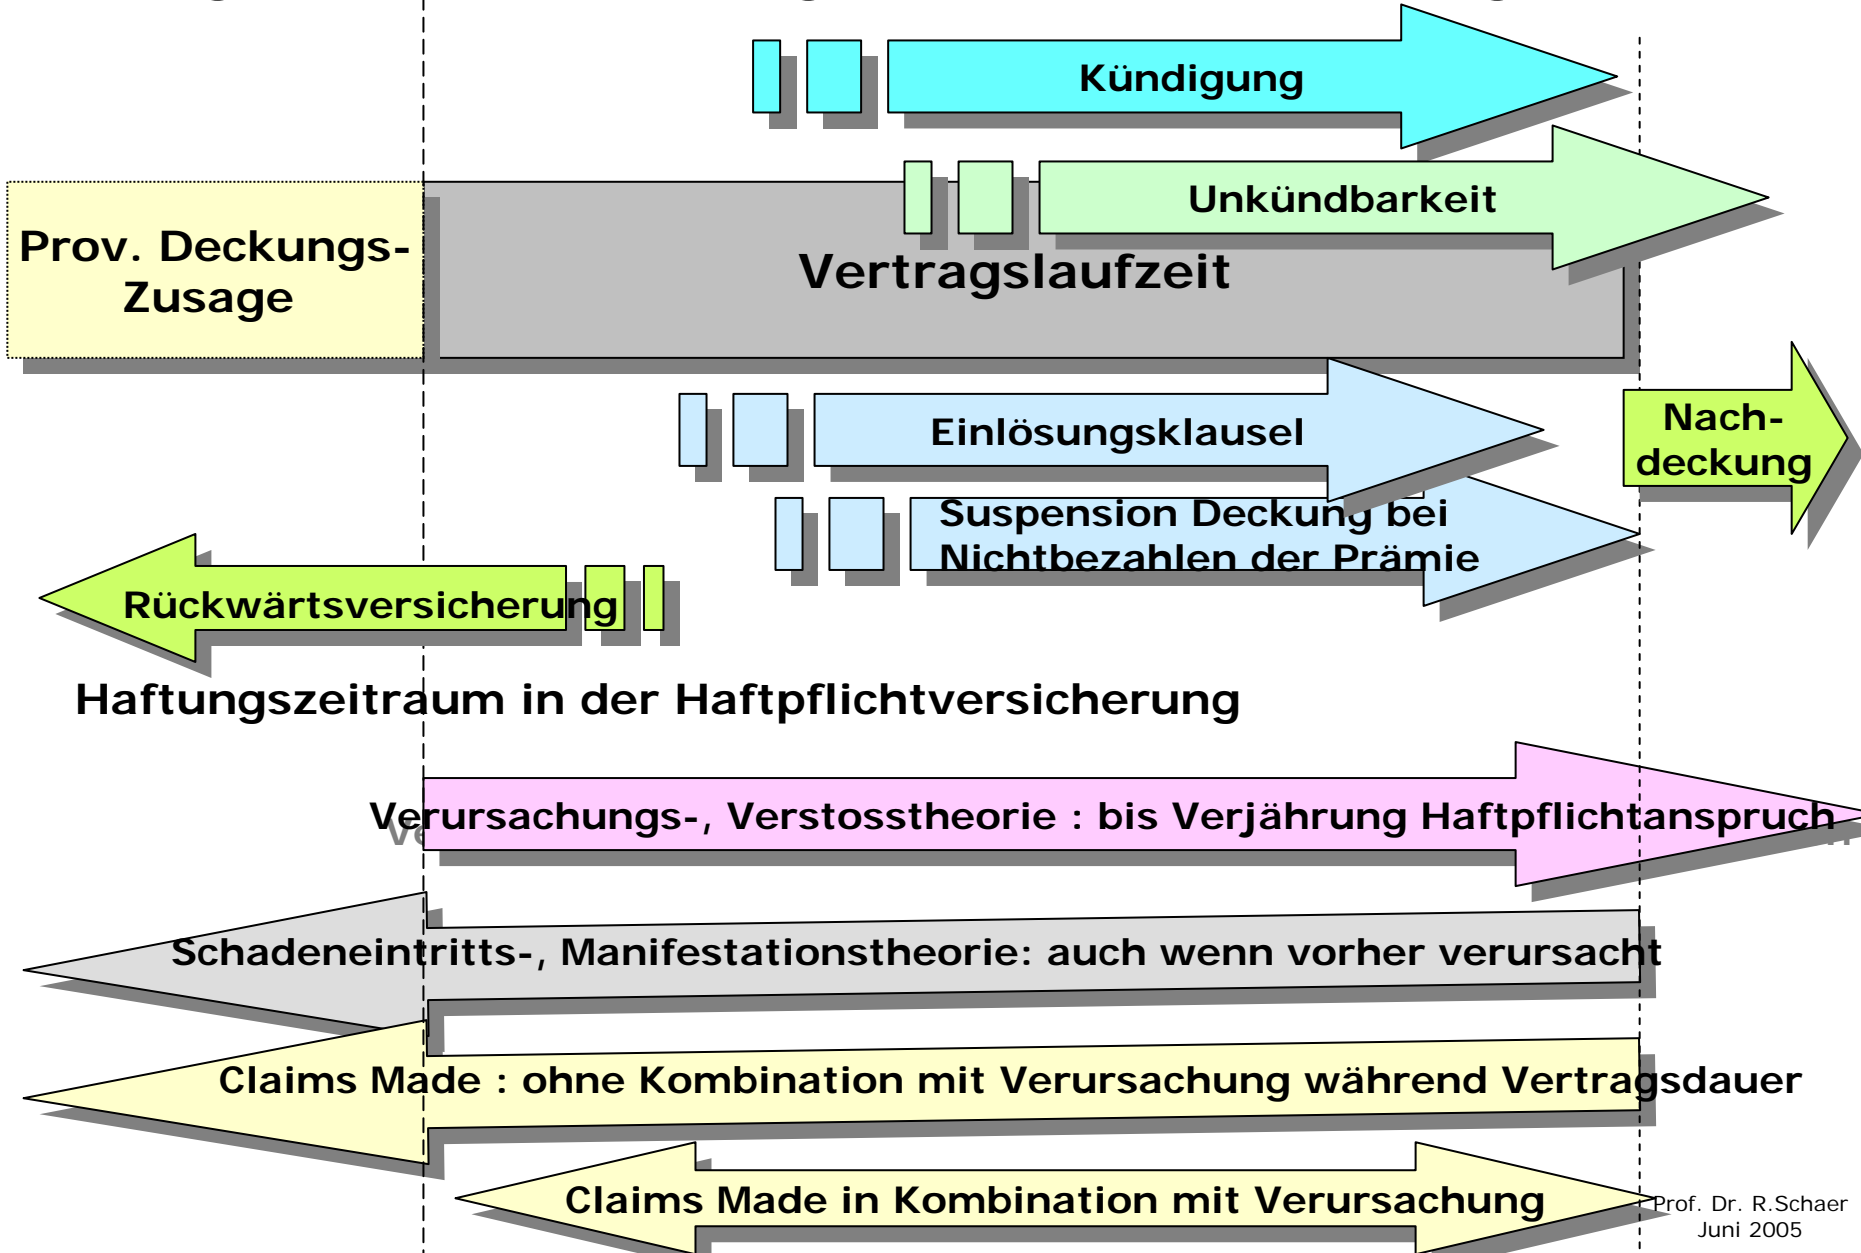 Kündigung
Unkündbarkeit
Prov. Deckungs-
Zusage
Vertragslaufzeit
Einlösungsklausel
Nach-
deckung
Suspension Deckung bei
Nichtbezahlen der Prämie
Rückwärtsversicherung
Haftungszeitraum in der Haftpflichtversicherung
Verursachungs-, Verstosstheorie : bis Verjährung Haftpflichtanspruch
Schadeneintritts-, Manifestationstheorie: auch wenn vorher verursacht
Claims Made : ohne Kombination mit Verursachung während Vertragsdauer
Claims Made in Kombination mit Verursachung
Prof. Dr. R.Schaer
Juni 2005